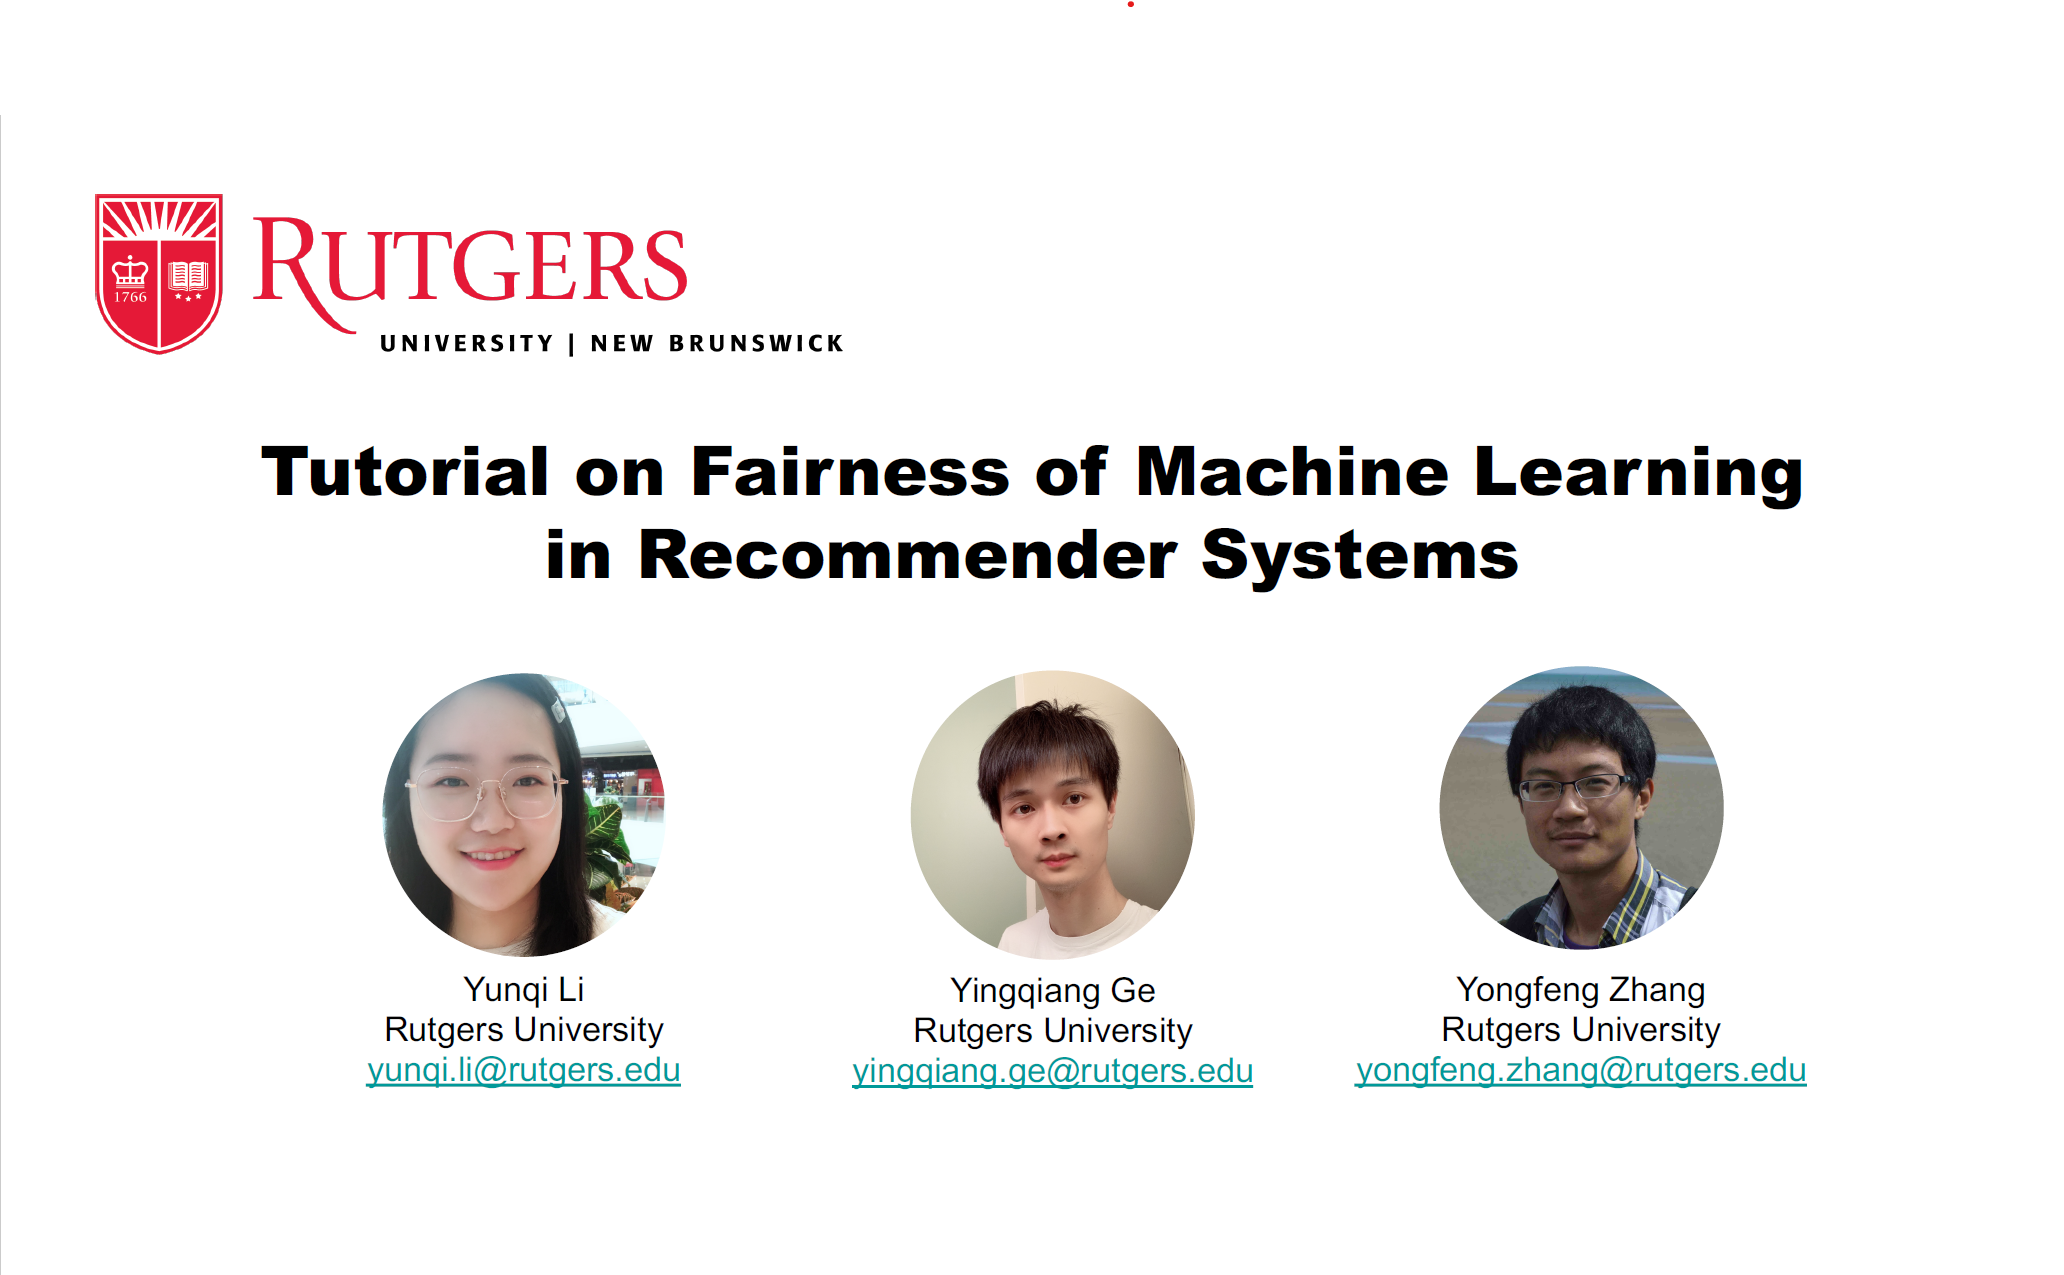 1766
RUTGERS
UNIVERSITY | NEW BRUNSWICK
Tutorial on Fairness of Machine Learning
in Recommender Systems
Yunqi Li
Rutgers University
yunqi.li@rutgers.edu
Yingqiang Ge
Rutgers University
yingqiang.ge@rutgers.edu
Yongfeng Zhang
Rutgers University
yongfeng.zhang@rutgers.edu